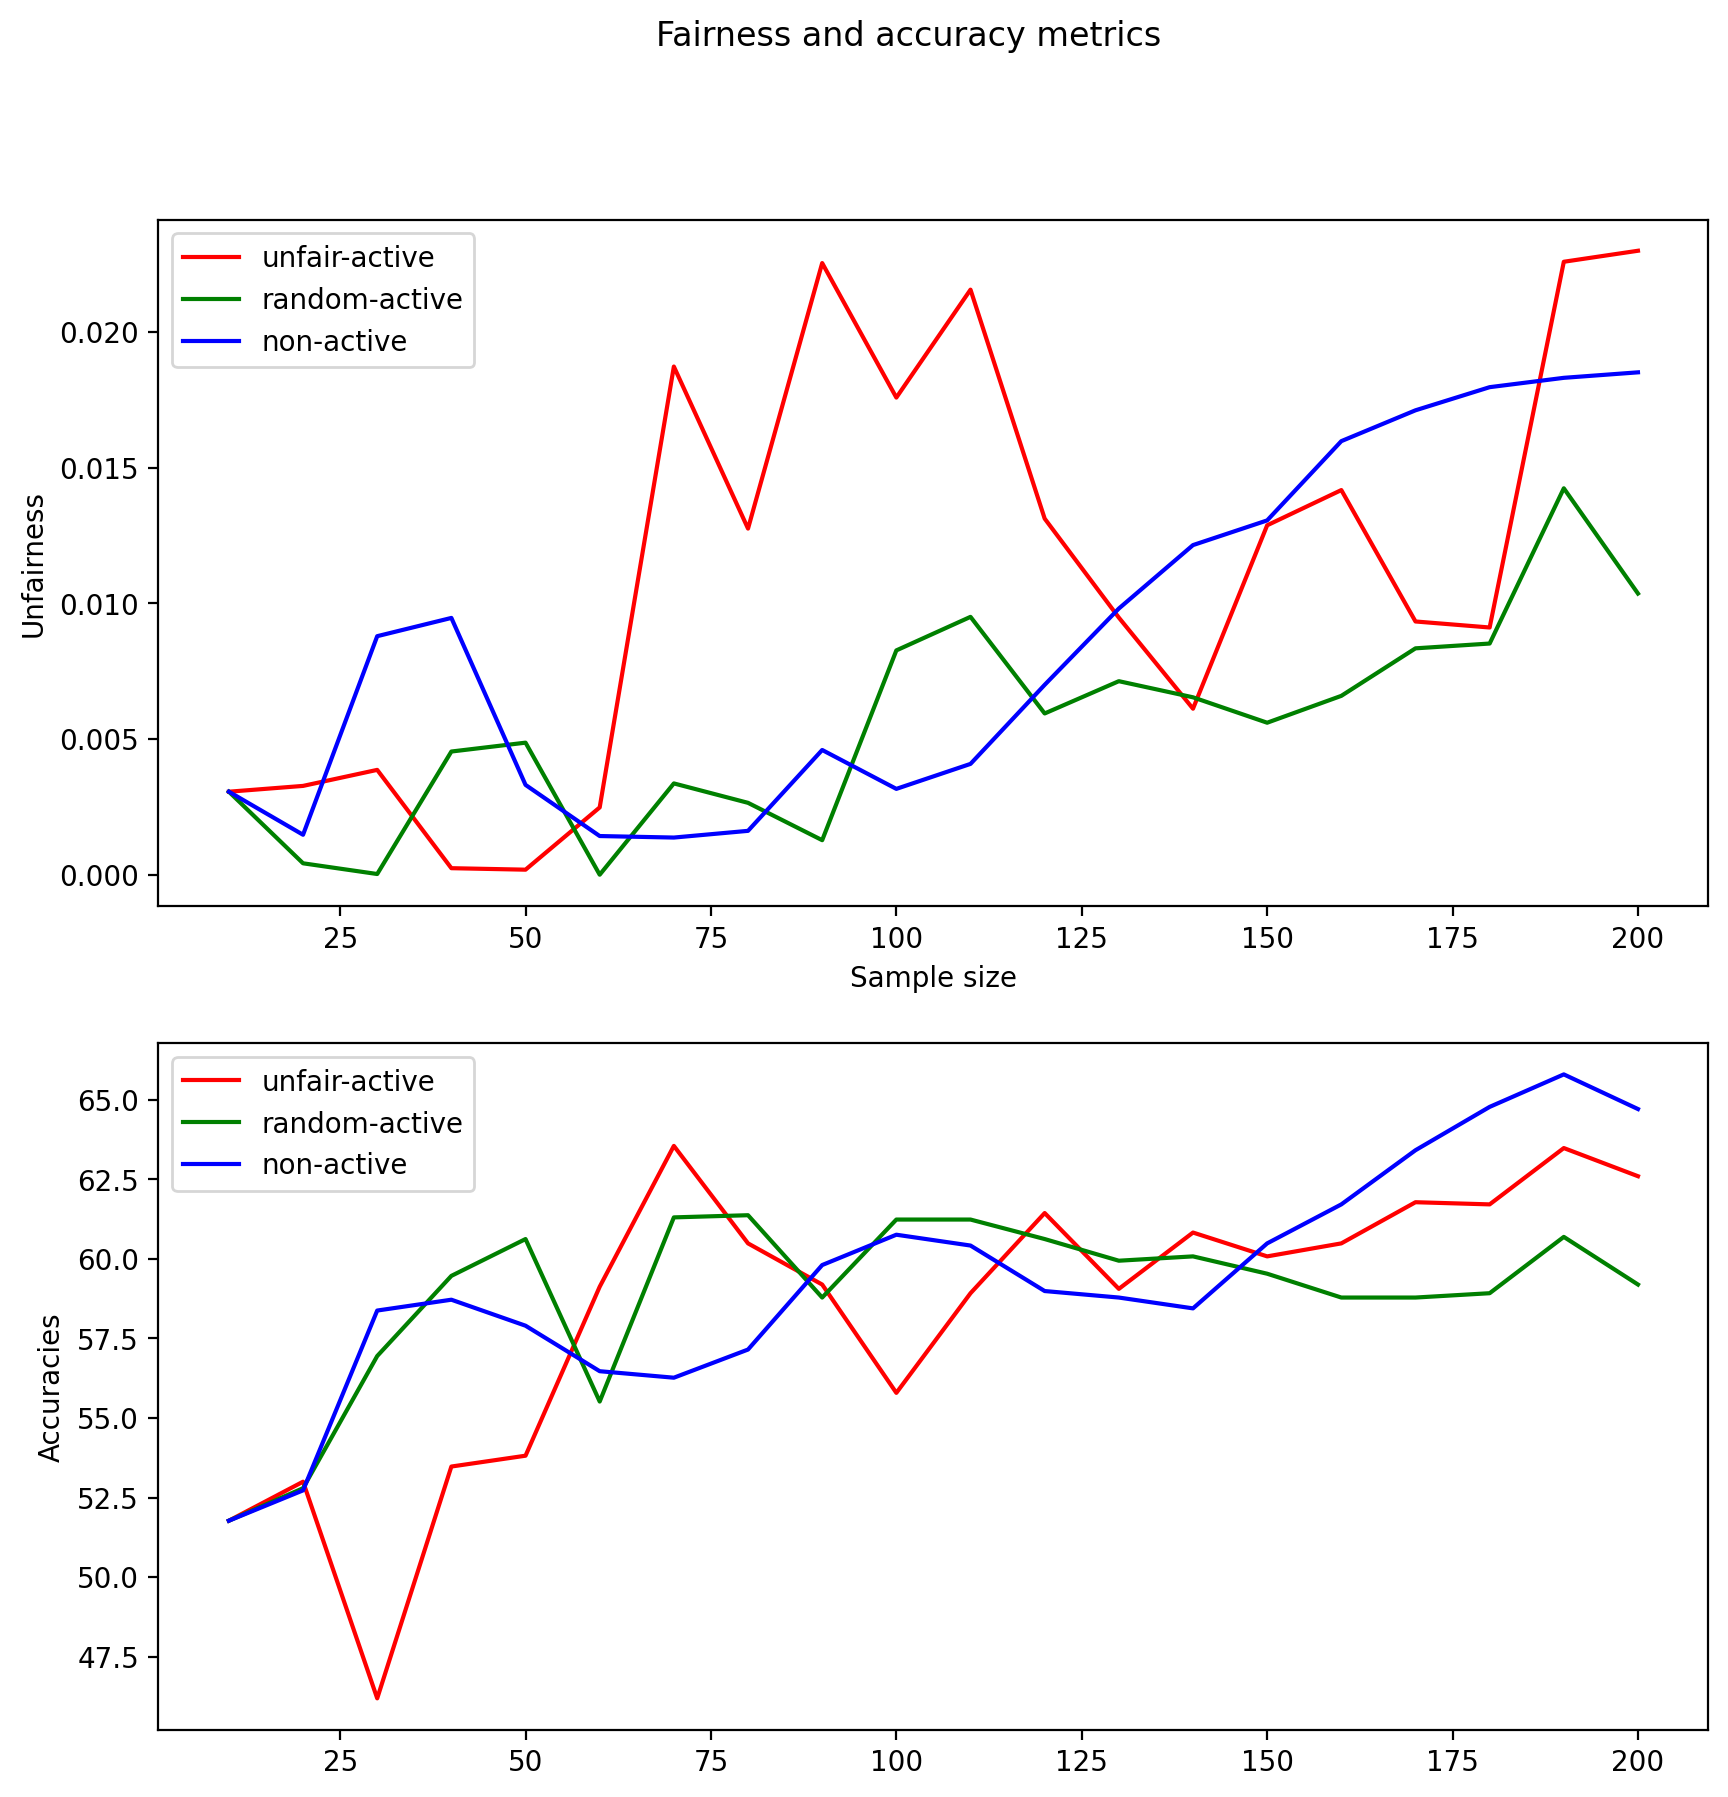 Fairness and accuracy metrics
unfair-active
random-active
non-active
0.020
0.015
0.010
0.005
0.000
Unfairness
25 50 75 100 125 150 175 200
Sample size
unfair-active
random-active
non-active
65.0
62.5
60.0
57.5
55.0
52.5
50.0
47.5
Accuracies
25 50 75 100 125 150 175 200